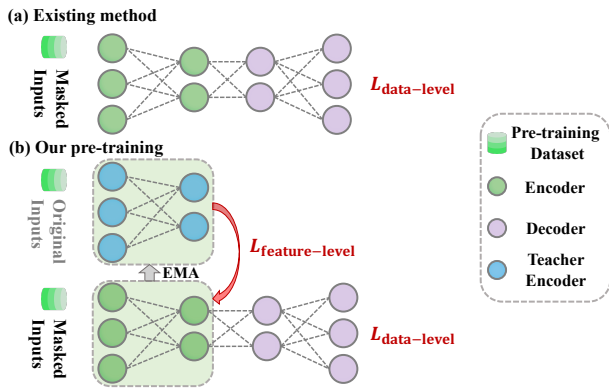 (a) Existing method
Masked
Inputs
L data−level
(b) Our pre-training
Original
Inputs
L feature−level
EMA
Masked
Inputs
L data−level
Pre-training
Dataset
Encoder
Decoder
Teacher
Encoder